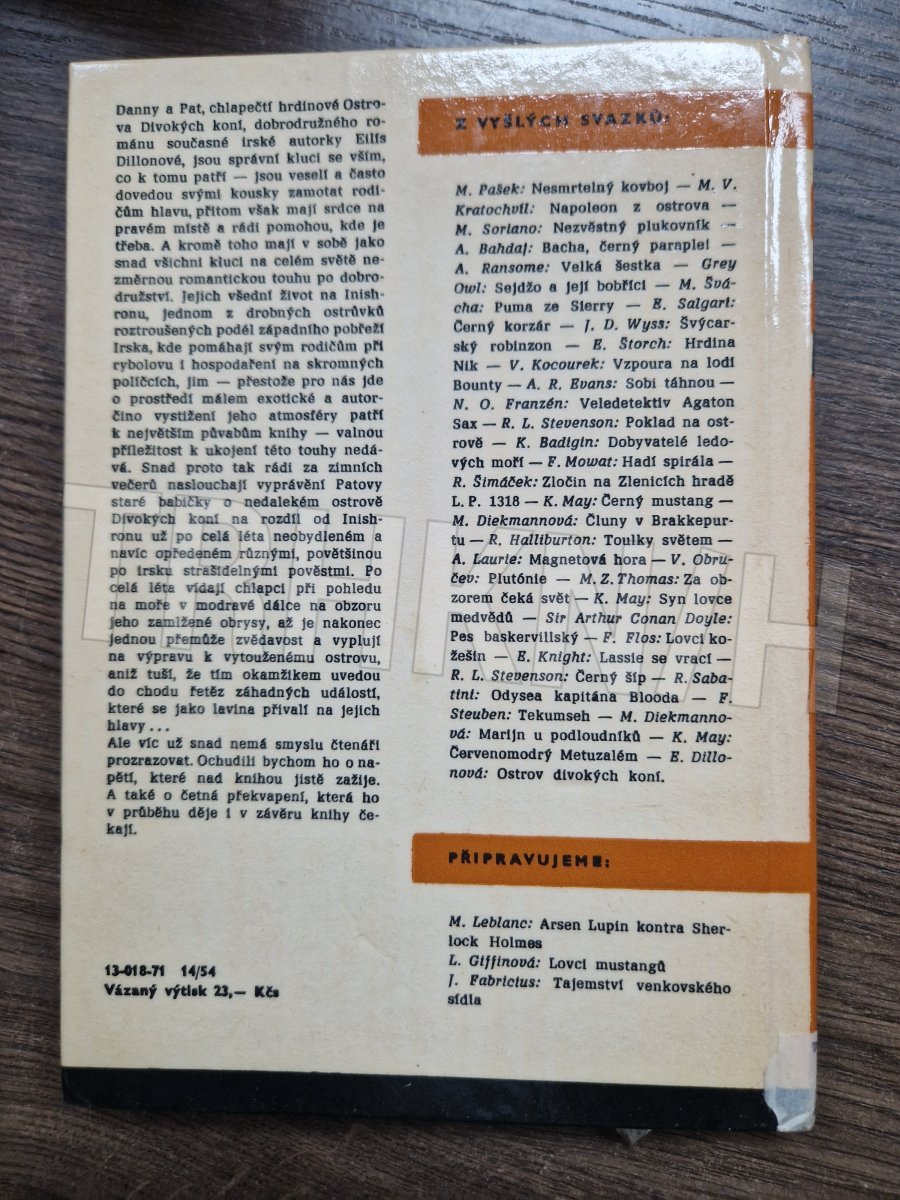 Danny a Pat, chlapečtí hrdinové Ostro-
va Divokých koní, dobrodružného ro-
mánu současné irské autorky Eilís
Dillonové, jsou správní kluci se vším,
co k tomu patří — jsou veselí a často
dovedou svými kousky zamotat rodi-
čům hlavu, přitom však mají srdce na
pravém místě a rádi pomohou, kde je
třeba. A kromě toho mají v sobě jako
snad všichni kluci na celém světě ne-
změrnou romantickou touhu po dobro-
družství. Jejich všední život na Inish-
ronu, jednom z drobných ostrůvků
roztroušených podél západního pobřeží
Irska, kde pomáhají svým rodičům při
rybolovu i hospodaření na skromných
políčcích, jim — přestože pro nás jde
o prostředí málem exotické a autor-
čino vystižení jeho atmosféry patří
k největším půvabům knihy — valnou
příležitost k ukojení této touhy nedá-
vá. Snad proto tak rádi za zimních
večerů naslouchají vyprávění Patovy
staré babičky o nedalekém ostrově
Divokých koní na rozdíl od Inish-
ronu už po celá léta neobydleném a
navíc opředeném různými, povětšinou
po irsku strašidelnými pověstmi. Po
celá léta vídají chlapci při pohledu
na moře v modravé dálce na obzoru
jeho zamlžené obrysy, až je nakonec
jednou přemůže zvědavost a vyplují
na výpravu k vytouženému ostrovu,
aniž tuší, že tím okamžikem uvedou
do chodu řetěz záhadných událostí,
které se jako lavina přivalí na jejich
hlavy...
Ale víc už snad nemá smyslu čtenáři
prozrazovat. Ochudili bychom ho o na-
pětí, které nad knihou jistě zažije.
A také o četná překvapení, která ho
v průběhu děje i v závěru knihy če-
kají.
13-018-71 14/54
Vázaný výtisk 23,— Kčs
Z VYŠLÝCH SVAZKŮ:
M. Pašek: Nesmrtelný kovboj — M. V.
Kratochvíl: Napoleon z ostrova —
M. Soriano: Nezvěstný plukovník —
A. Bahdaj: Bacha, černý paraple! —
A. Ransome: Velká šestka — Grey
Owl: Sejdžo a její bobříci — M. Švá-
cha: Puma ze Sierry — E. Salgari:
Černý korzár — J. D. Wyss: Švýcar-
ský robinzon — E. Štorch: Hrdina
Nik — V. Kocourek: Vzpoura na lodi
Bounty — A. R. Evans: Sobi táhnou —
N. O. Franzén: Veledetektiv Agaton
Sax — R. L. Stevenson: Poklad na ost-
rově — K. Badigin: Dobyvatelé ledo-
vých moří — F. Mowat: Hadí spirála —
R. Šimáček: Zločin na Zlenicích hradě
L. P. 1318 — K. May: Černý mustang —
M. Diekmannová: Čluny v Brakkepur-
tu — R. Halliburton: Toulky světem —
A. Laurie: Magnetová hora — V. Obru-
čev: Plutónie — M. Z. Thomas: Za ob-
zorem čeká svět — K. May: Syn lovce
medvědů — Sir Arthur Conan Doyle:
Pes baskervillský — F. Flos: Lovci ko-
žešin — E. Knight: Lassie se vrací —
R. L. Stevenson: Černý šíp — R. Saba-
tini: Odysea kapitána Blooda — F.
Steuben: Tekumseh — M. Diekmanno-
vá: Marijn u podloudníků — K. May:
Červenomodrý Metuzalém — E. Dillo-
nová: Ostrov divokých koní.
PŘIPRAVUJEME:
M. Leblanc: Arsen Lupin kontra Sher-
lock Holmes
L. Giffinová: Lovci mustangů
J. Fabricius: Tajemství venkovského
sídla